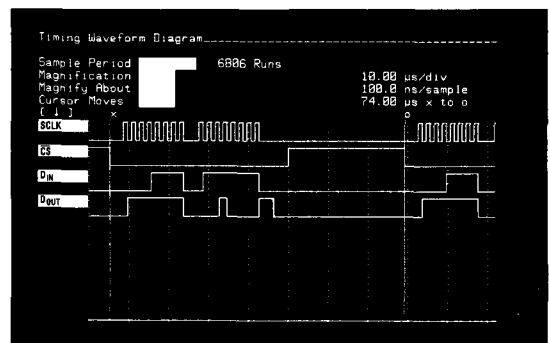 Timing Waveform Diagram
Sample Period 6806 Runs
Magnification 10.00 µs/div
Magnify About 100.0 ns/sample
Cursor Moves 74.00 µs x to o
[ ↓ ] x o
SCLK
CS
DIN
DOUT